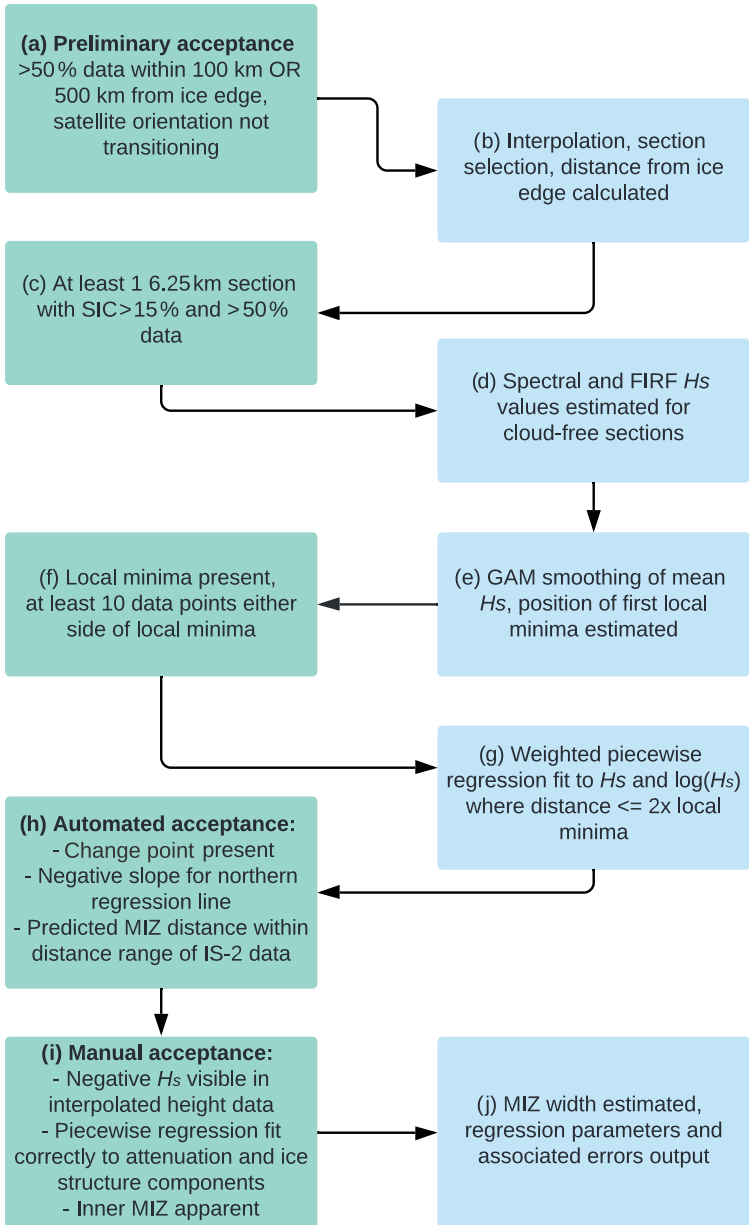 (a) Preliminary acceptance
>50% data within 100 km OR
500 km from ice edge,
satellite orientation not
transitioning
(b) Interpolation, section
selection, distance from ice
edge calculated
(c) At least 1 6.25 km section
with SIC>15% and >50%
data
(d) Spectral and FIRF Hs
values estimated for
cloud-free sections
(e) GAM smoothing of mean
Hs, position of first local
minima estimated
(f) Local minima present,
at least 10 data points either
side of local minima
(g) Weighted piecewise
regression fit to Hs and log(Hs)
where distance <= 2x local
minima
(h) Automated acceptance:
- Change point present
- Negative slope for northern
regression line
- Predicted MIZ distance within
distance range of IS-2 data
(i) Manual acceptance:
- Negative Hs visible in
interpolated height data
- Piecewise regression fit
correctly to attenuation and ice
structure components
- Inner MIZ apparent
(j) MIZ width estimated,
regression parameters and
associated errors output